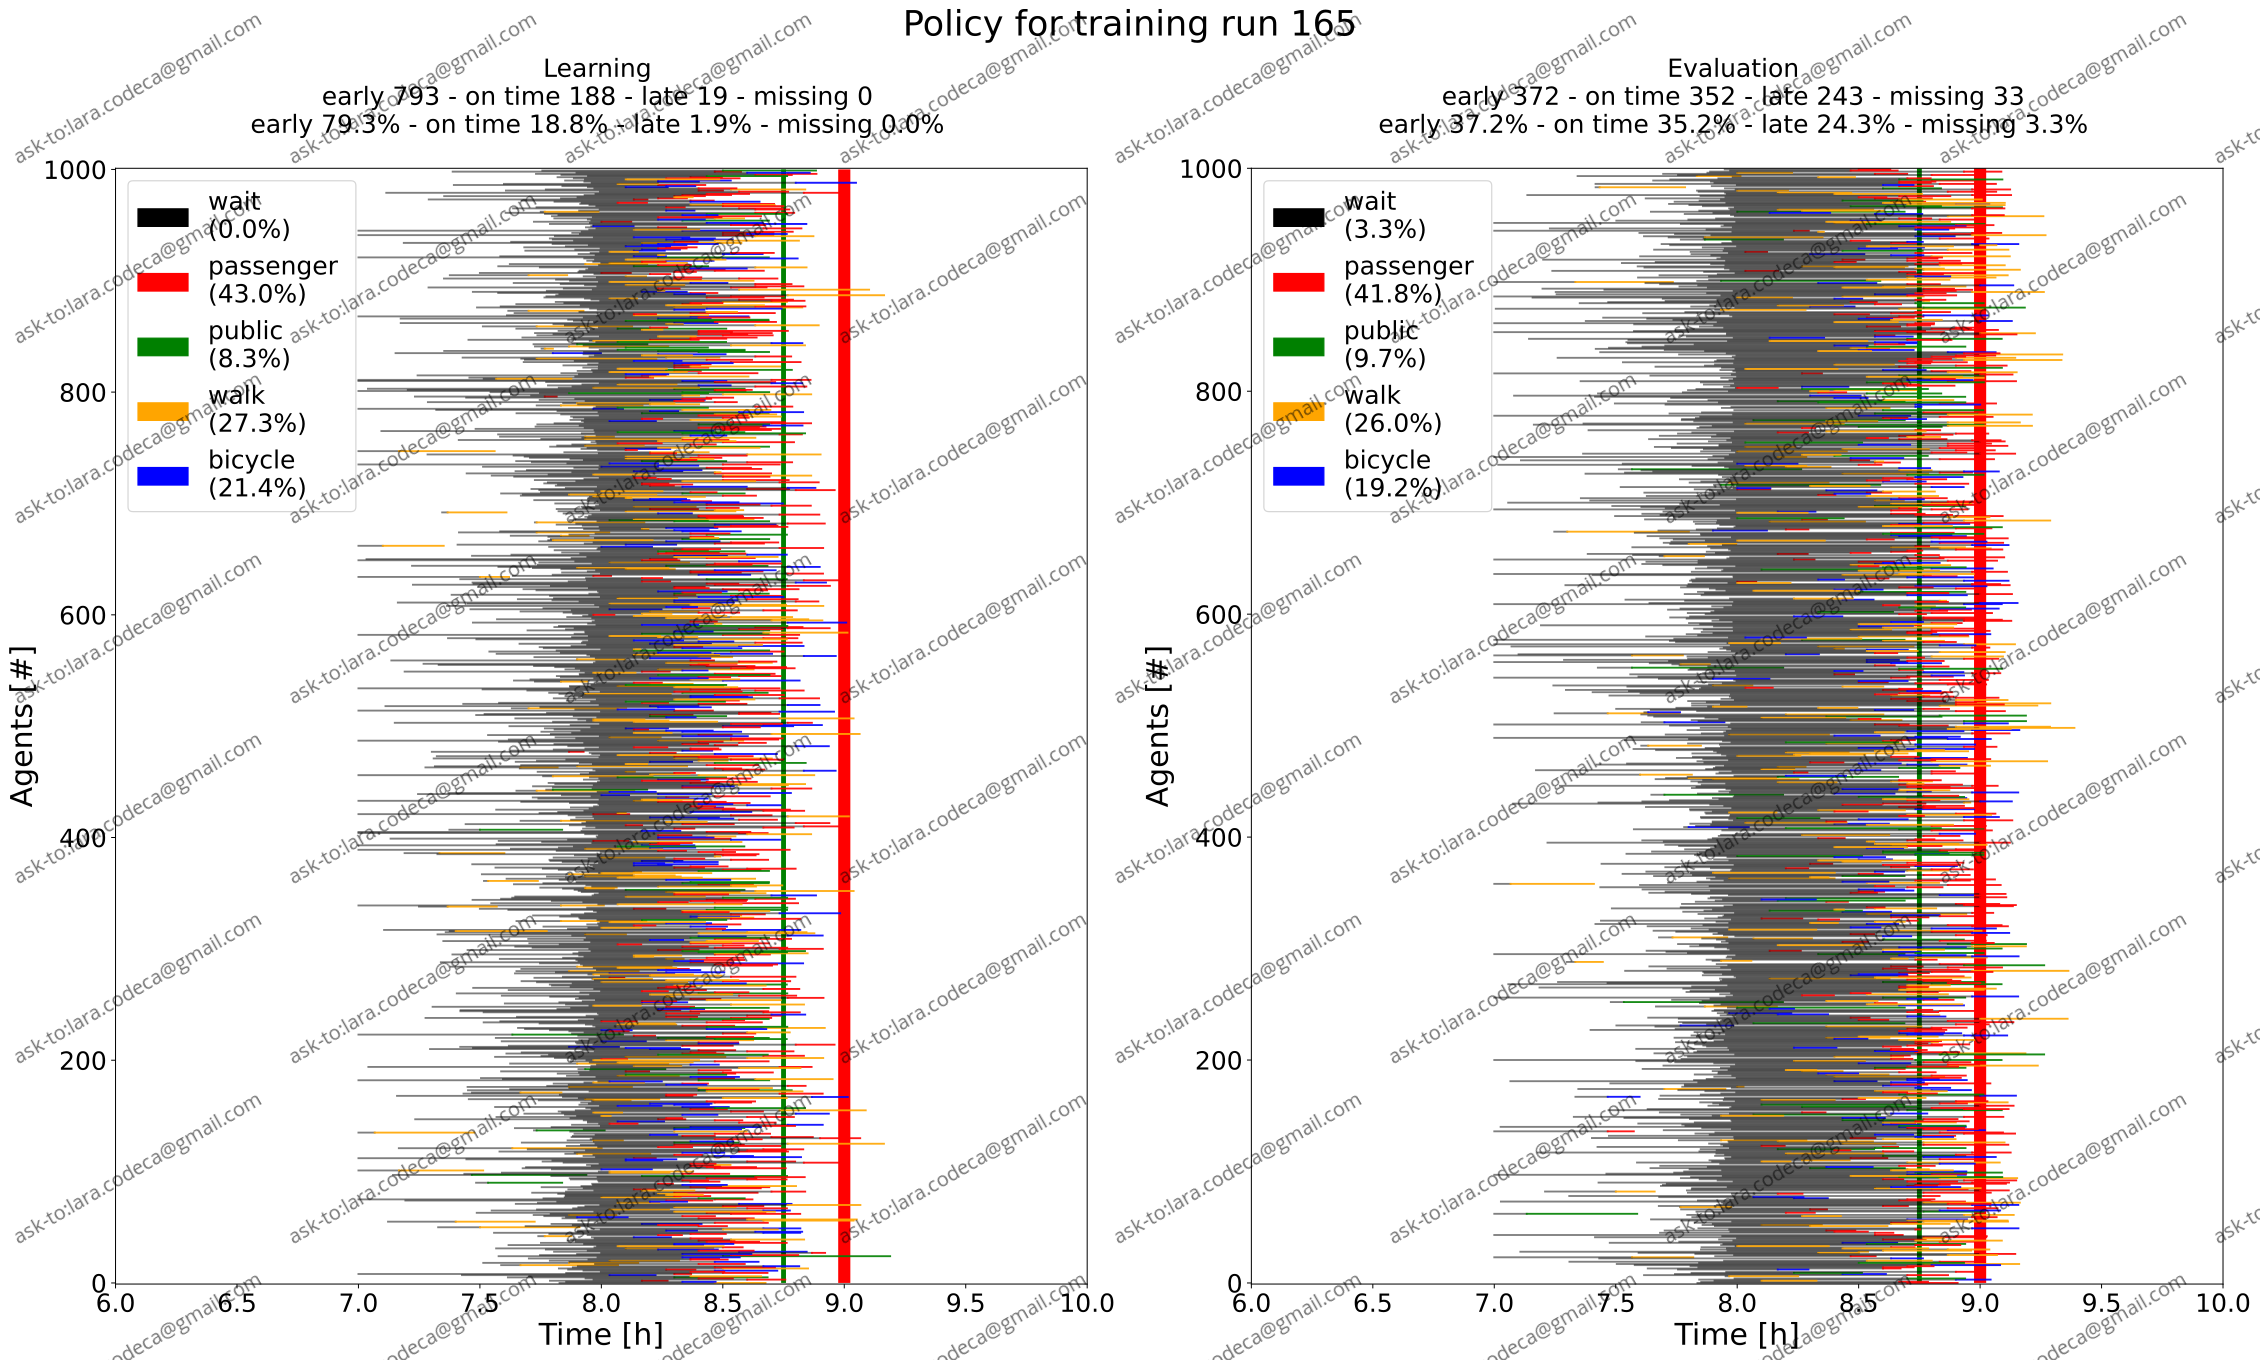 Policy for training run 165
Learning
early 793 - on time 188 - late 19 - missing 0
early 79.3% - on time 18.8% - late 1.9% - missing 0.0%
Evaluation
early 372 - on time 352 - late 243 - missing 33
early 37.2% - on time 35.2% - late 24.3% - missing 3.3%
1000
800
600
400
200
0
Agents [#]
wait
(0.0%)
passenger
(43.0%)
public
(8.3%)
walk
(27.3%)
bicycle
(21.4%)
6.0 6.5 7.0 7.5 8.0 8.5 9.0 9.5 10.0
Time [h]
1000
800
600
400
200
0
Agents [#]
wait
(3.3%)
passenger
(41.8%)
public
(9.7%)
walk
(26.0%)
bicycle
(19.2%)
6.0 6.5 7.0 7.5 8.0 8.5 9.0 9.5 10.0
Time [h]
ask-to:lara.codeca@gmail.com